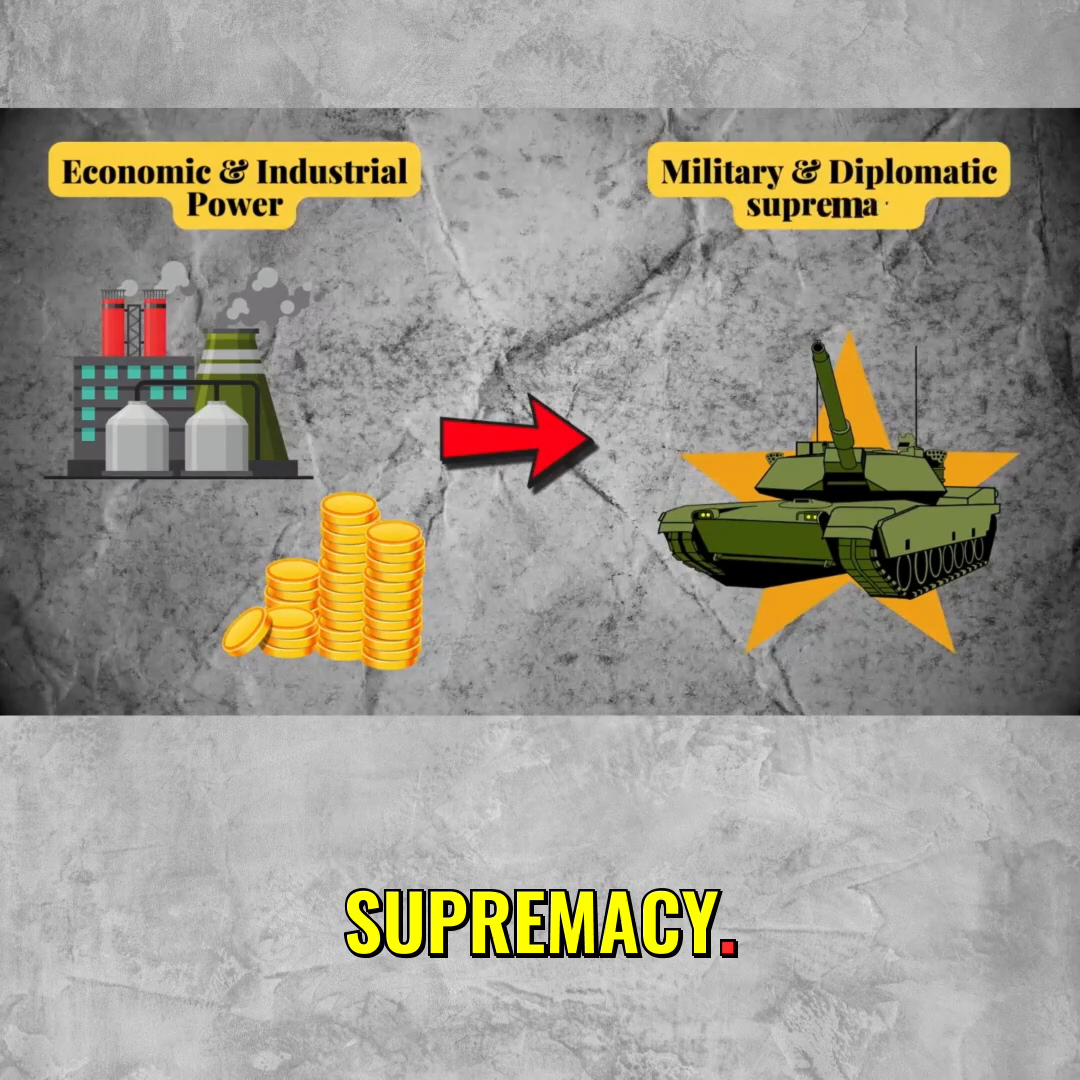 Economic & Industrial
Power
Military & Diplomatic
suprema
SUPREMACY.